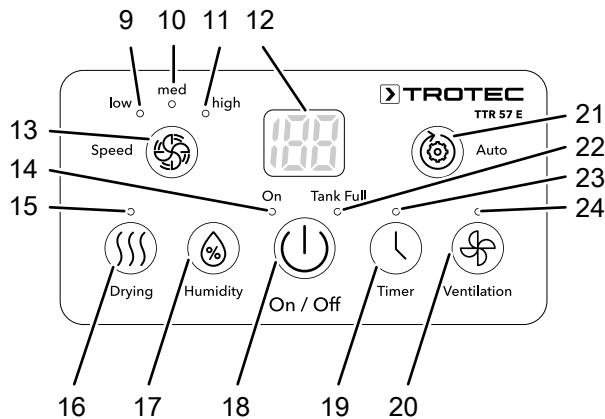 9 10 11 12
low med high
TROTEC
TTR 57 E
21
13 Speed 188 Auto 22
14 On Tank Full 23
15 24
% 
Drying Humidity Timer Ventilation
On / Off
16 17 18 19 20